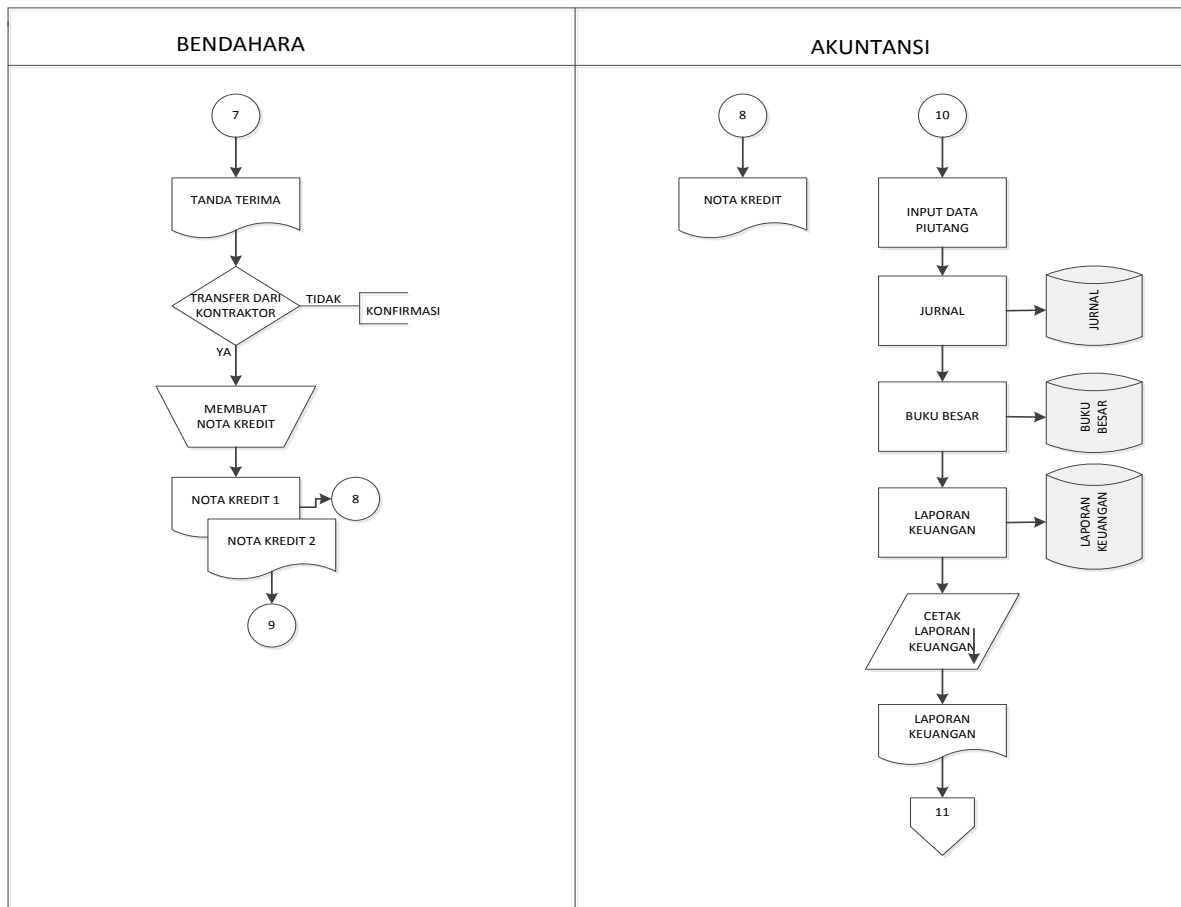 BENDAHARA
AKUNTANSI
7
TANDA TERIMA
TRANSFER DARI
KONTRAKTOR
TIDAK
KONFIRMASI
YA
MEMBUAT
NOTA KREDIT
NOTA KREDIT 1
8
NOTA KREDIT 2
9
8
NOTA KREDIT
10
INPUT DATA
PIUTANG
JURNAL
JURNAL
BUKU BESAR
BUKU
BESAR
LAPORAN
KEUANGAN
LAPORAN
KEUANGAN
CETAK
LAPORAN
KEUANGAN
LAPORAN
KEUANGAN
11